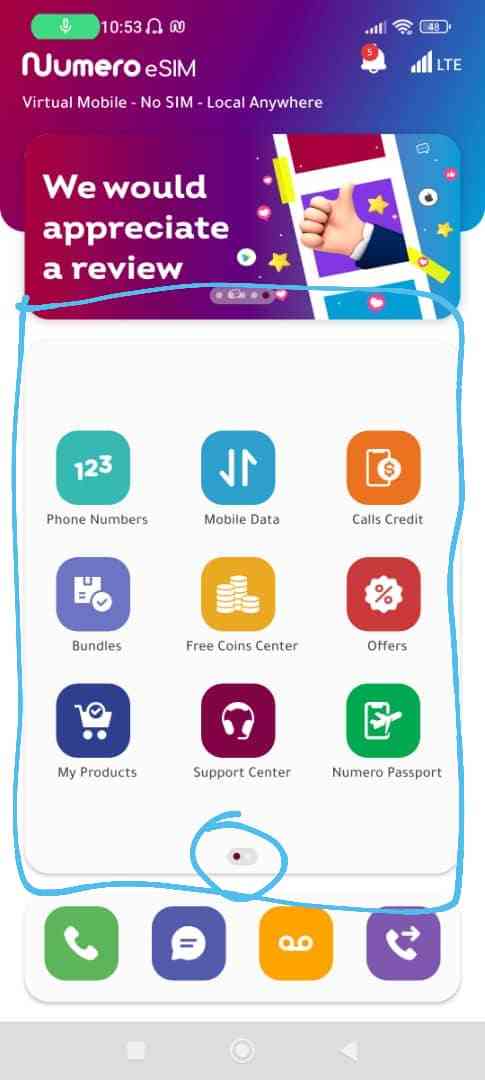 10:53 48
Numero eSIM
5
LTE
Virtual Mobile - No SIM - Local Anywhere
We would
appreciate
a review
123
Phone Numbers Mobile Data Calls Credit
Bundles Free Coins Center Offers
My Products Support Center Numero Passport